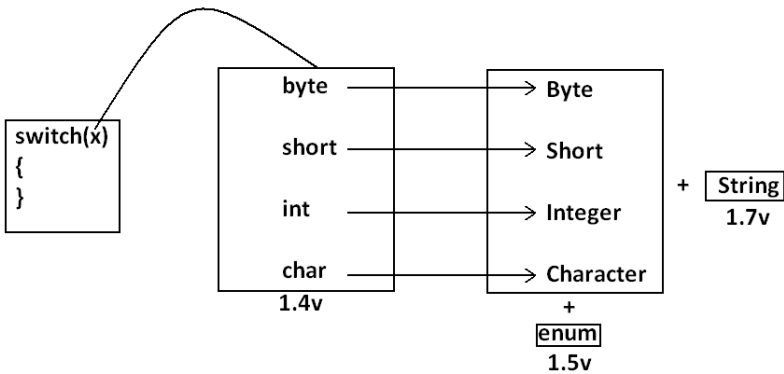 switch(x)
{
}
byte
short
int
char
1.4v
Byte
Short
Integer
Character
+
enum
1.5v
+
String
1.7v